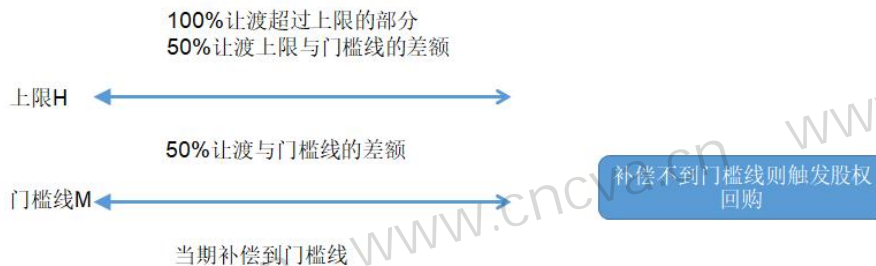 100%让渡超过上限的部分
50%让渡上限与门槛线的差额
上限H
50%让渡与门槛线的差额
门槛线M
补偿不到门槛线则触发股权
回购
当期补偿到门槛线
www.cncva.cn
www